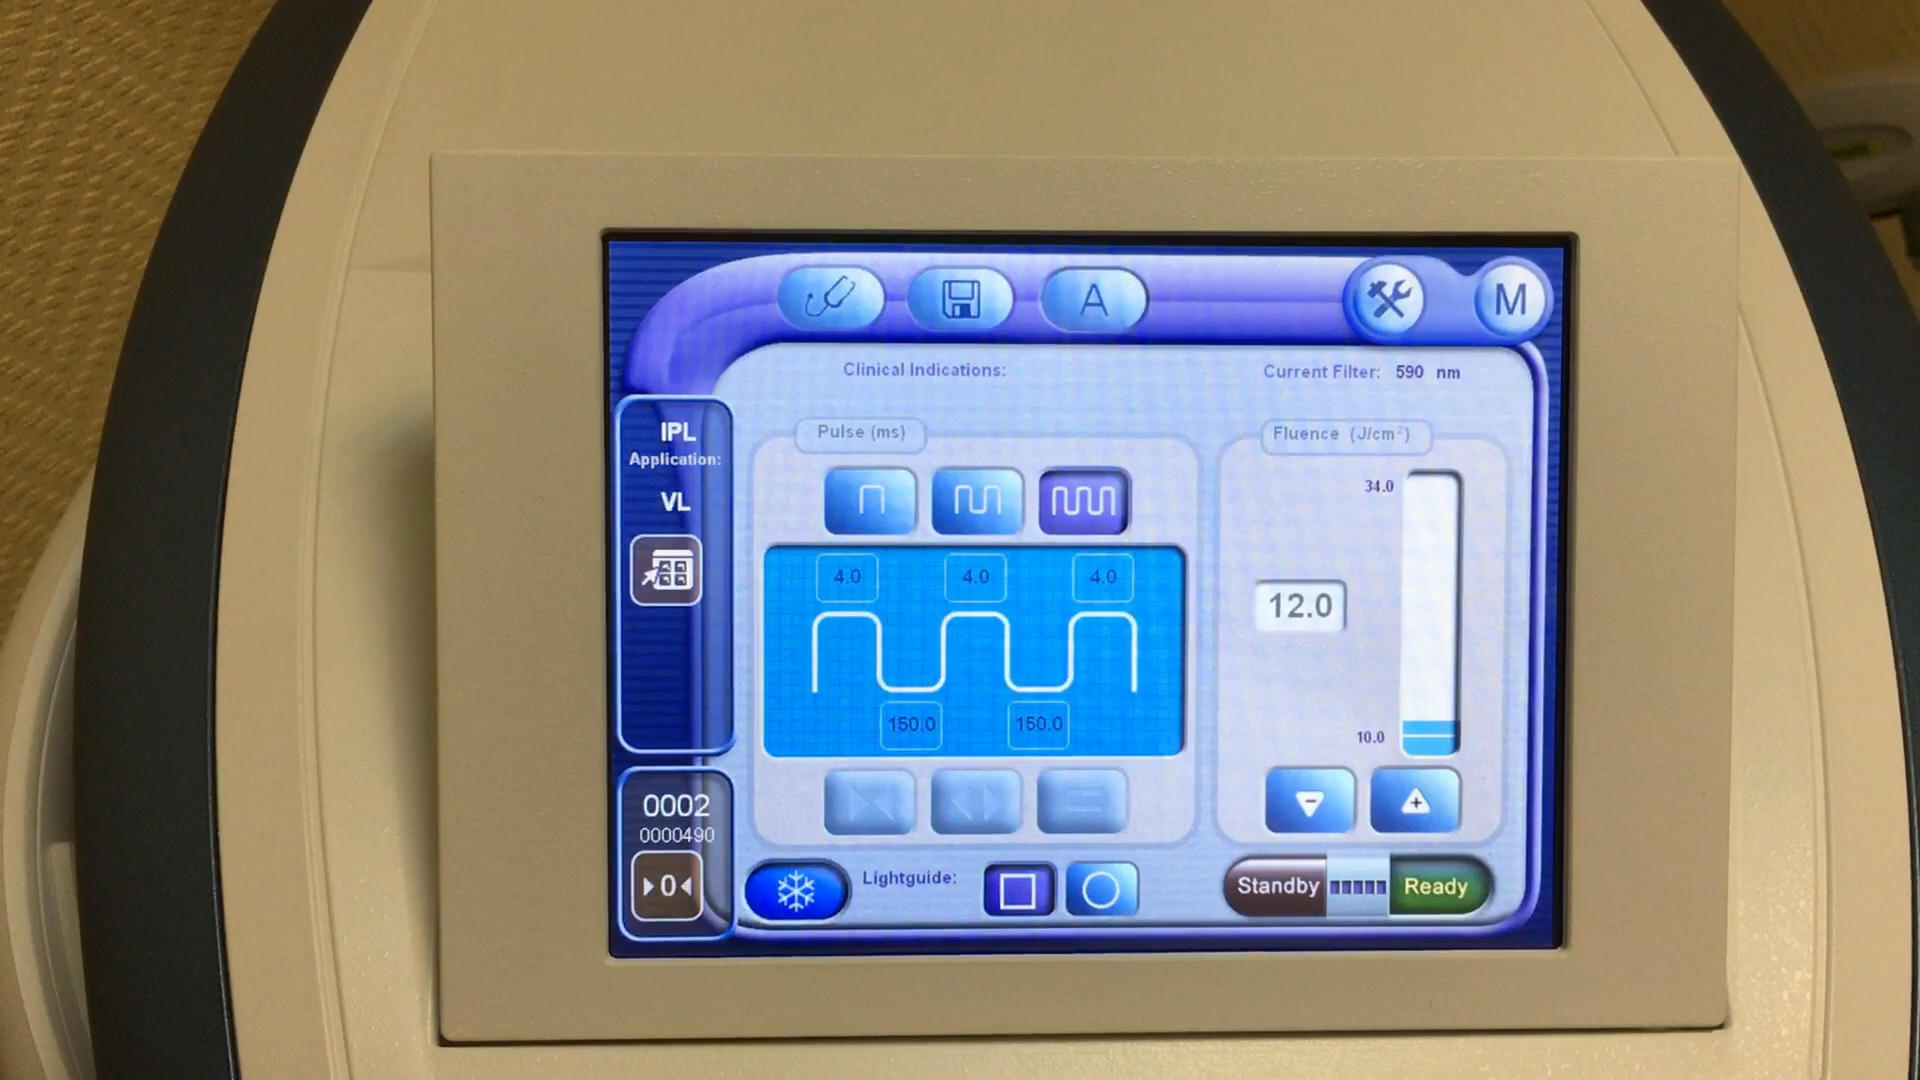 A
M
Clinical Indications:
Current Filter: 590 nm
IPL
Application:
VL
Pulse (ms)
Fluence (J/cm²)
34.0
4.0 4.0 4.0
12.0
150.0 150.0
10.0
0002
0000490
0
Lightguide:
Standby
Ready